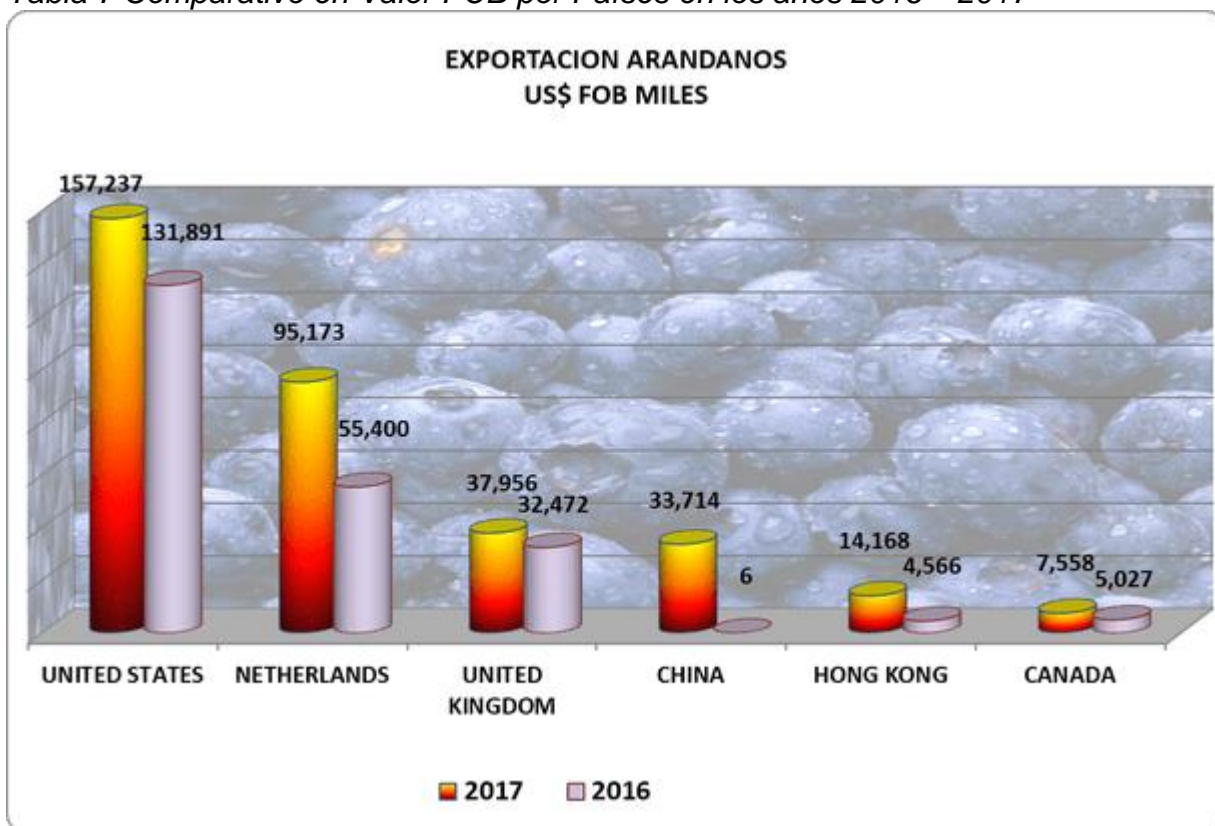 Tabla 7 Comparativo en Valor FOB por Países en los años 2016 – 2017
EXPORTACION ARANDANOS
US$ FOB MILES
157,237
131,891
95,173
55,400
37,956
32,472
33,714
6
14,168
4,566
7,558
5,027
UNITED STATES
NETHERLANDS
UNITED
KINGDOM
CHINA
HONG KONG
CANADA
2017
2016